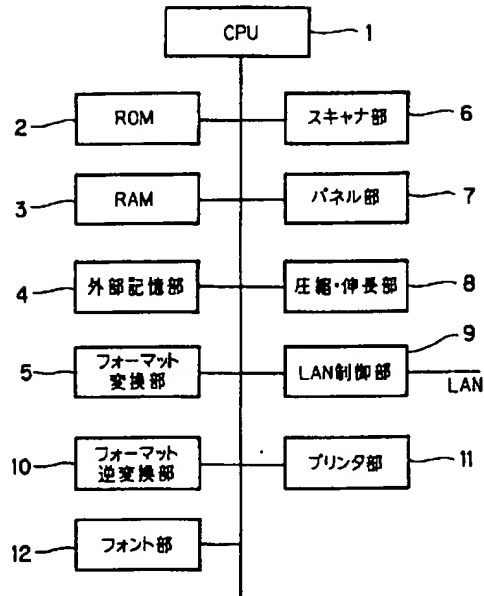 CPU
1
2
ROM
スキャナ部
6
3
RAM
パネル部
7
4
外部記憶部
圧縮・伸長部
8
9
5
フォーマット
変換部
LAN制御部
LAN
10
フォーマット
逆変換部
プリンタ部
11
12
フォント部